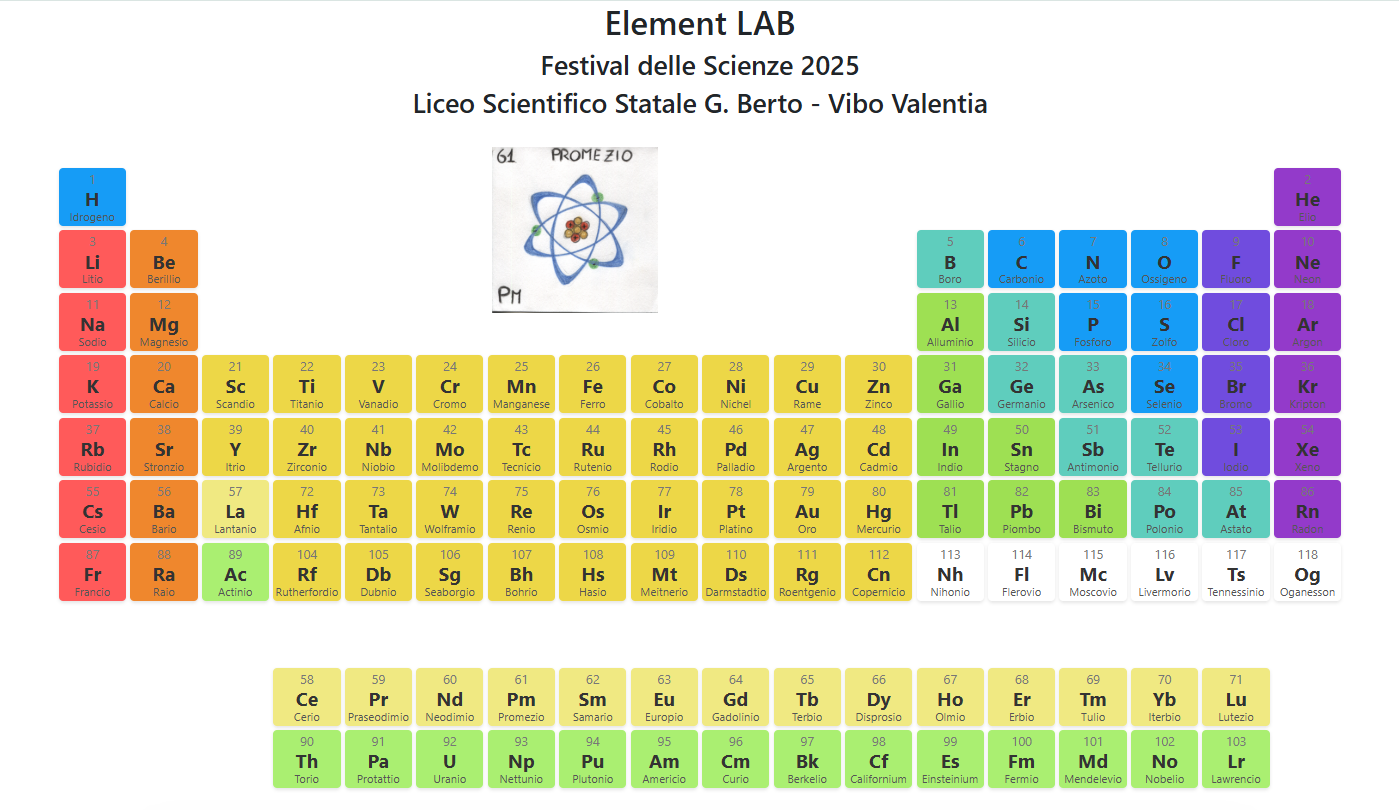 Element LAB
Festival delle Scienze 2025
Liceo Scientifico Statale G. Berto - Vibo Valentia
61 PROMEZIO
PM
1 2
H He
Idrogeno Elio
3 4 5 6 7 8 9 10
Li Be B C N O F Ne
Litio Berillio Boro Carbonio Azoto Ossigeno Fluoro Neon
11 12 13 14 15 16 17 18
Na Mg Al Si P S Cl Ar
Sodio Magnesio Alluminio Silicio Fosforo Zolfo Cloro Argon
19 20 21 22 23 24 25 26 27 28 29 30 31 32 33 34 35 36
K Ca Sc Ti V Cr Mn Fe Co Ni Cu Zn Ga Ge As Se Br Kr
Potassio Calcio Scandio Titanio Vanadio Cromo Manganese Ferro Cobalto Nichel Rame Zinco Gallio Germanio Arsenico Selenio Bromo Kripton
37 38 39 40 41 42 43 44 45 46 47 48 49 50 51 52 53 54
Rb Sr Y Zr Nb Mo Tc Ru Rh Pd Ag Cd In Sn Sb Te I Xe
Rubidio Stronzio Itrio Zirconio Niobio Molibdemo Tecnicio Rutenio Rodio Palladio Argento Cadmio Indio Stagno Antimonio Tellurio Iodio Xeno
55 56 57 72 73 74 75 76 77 78 79 80 81 82 83 84 85 86
Cs Ba La Hf Ta W Re Os Ir Pt Au Hg Tl Pb Bi Po At Rn
Cesio Bario Lantanio Afnio Tantalio Wolframio Renio Osmio Iridio Platino Oro Mercurio Talio Piombo Bismuto Polonio Astato Radon
87 88 89 104 105 106 107 108 109 110 111 112 113 114 115 116 117 118
Fr Ra Ac Rf Db Sg Bh Hs Mt Ds Rg Cn Nh Fl Mc Lv Ts Og
Francio Raio Actinio Rutherfordio Dubnio Seaborgio Bohrio Hasio Meitnerio Darmstadtio Roentgenio Copernicio Nihonio Flerovio Moscovio Livermorio Tennessinio Oganesson
58 59 60 61 62 63 64 65 66 67 68 69 70 71
Ce Pr Nd Pm Sm Eu Gd Tb Dy Ho Er Tm Yb Lu
Cerio Praseodimio Neodimio Promezio Samario Europio Gadolinio Terbio Disprosio Olmio Erbio Tulio Iterbio Lutezio
90 91 92 93 94 95 96 97 98 99 100 101 102 103
Th Pa U Np Pu Am Cm Bk Cf Es Fm Md No Lr
Torio Protattio Uranio Nettunio Plutonio Americio Curio Berkelio Californium Einsteinium Fermio Mendelevio Nobelio Lawrencio